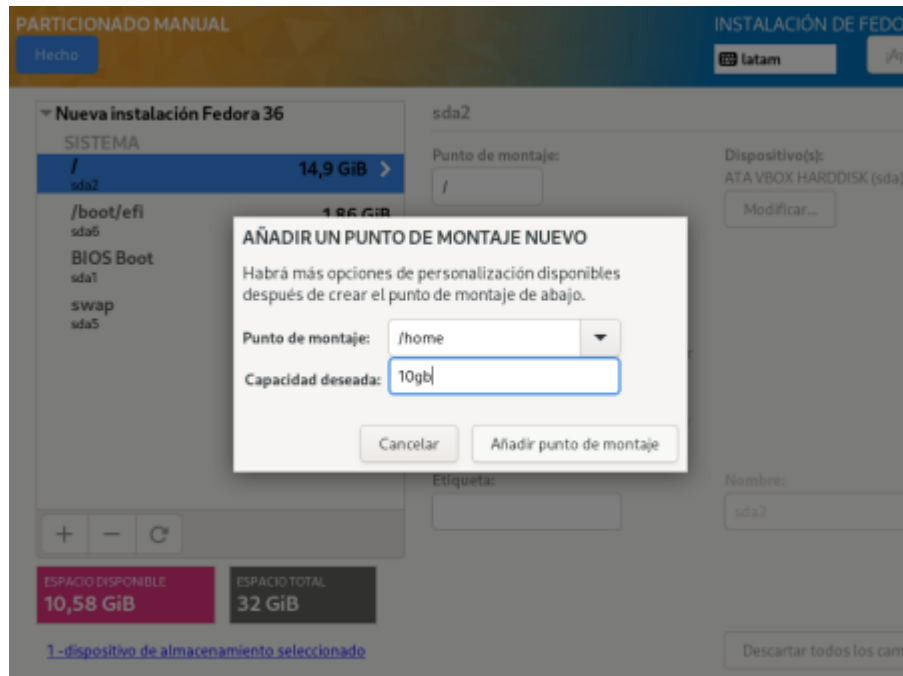 PARTICIONADO MANUAL
INSTALACIÓN DE FEDO
Hecho
latam
Nueva instalación Fedora 36
SISTEMA
/
14,9 GiB
sda2
/boot/efi
1,86 GiB
sda6
BIOS Boot
sda1
swap
sda5
sda2
Punto de montaje:
/
Dispositivo(s):
ATA VBOX HARDDISK (sda)
Modificar...
AÑADIR UN PUNTO DE MONTAJE NUEVO
Habrá más opciones de personalización disponibles
después de crear el punto de montaje de abajo.
Punto de montaje:
/home
Capacidad deseada:
10gb
Cancelar
Añadir punto de montaje
Etiqueta:
Nombre:
sda2
ESPACIO DISPONIBLE
10,58 GiB
ESPACIO TOTAL
32 GiB
1 -dispositivo de almacenamiento seleccionado
Descartar todos los cam